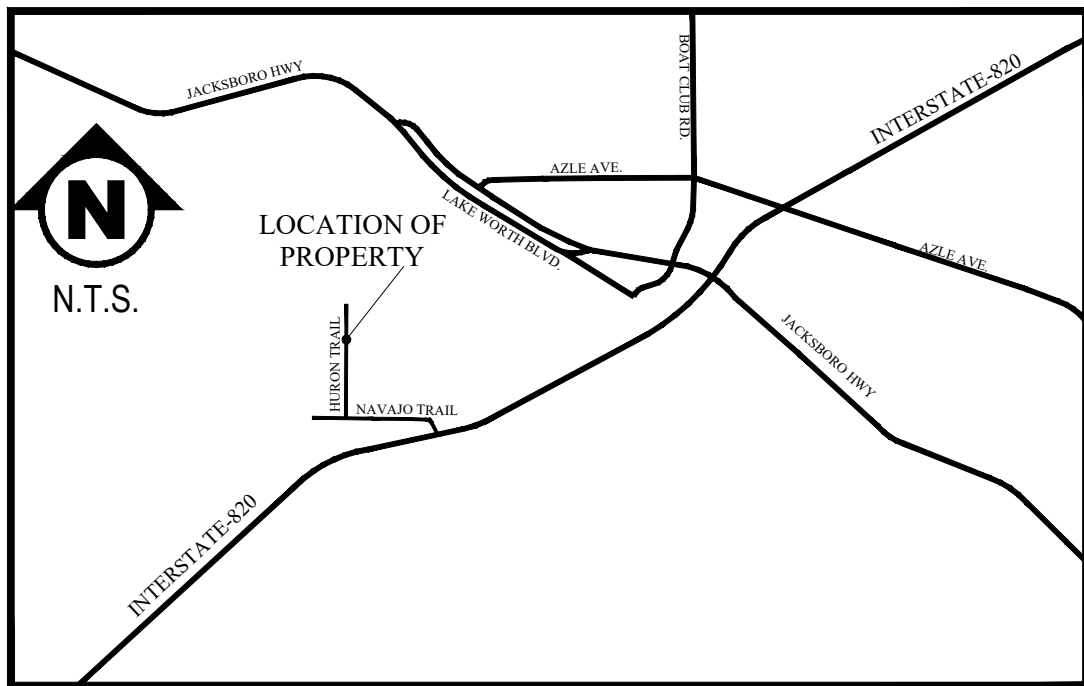 JACKSBORO HWY
BOAT CLUB RD.
INTERSTATE-820
AZLE AVE.
N
LAKE WORTH BLVD.
LOCATION OF
PROPERTY
AZLE AVE.
N.T.S.
HURON TRAIL
JACKSBORO HWY
NAVAJO TRAIL
INTERSTATE-820